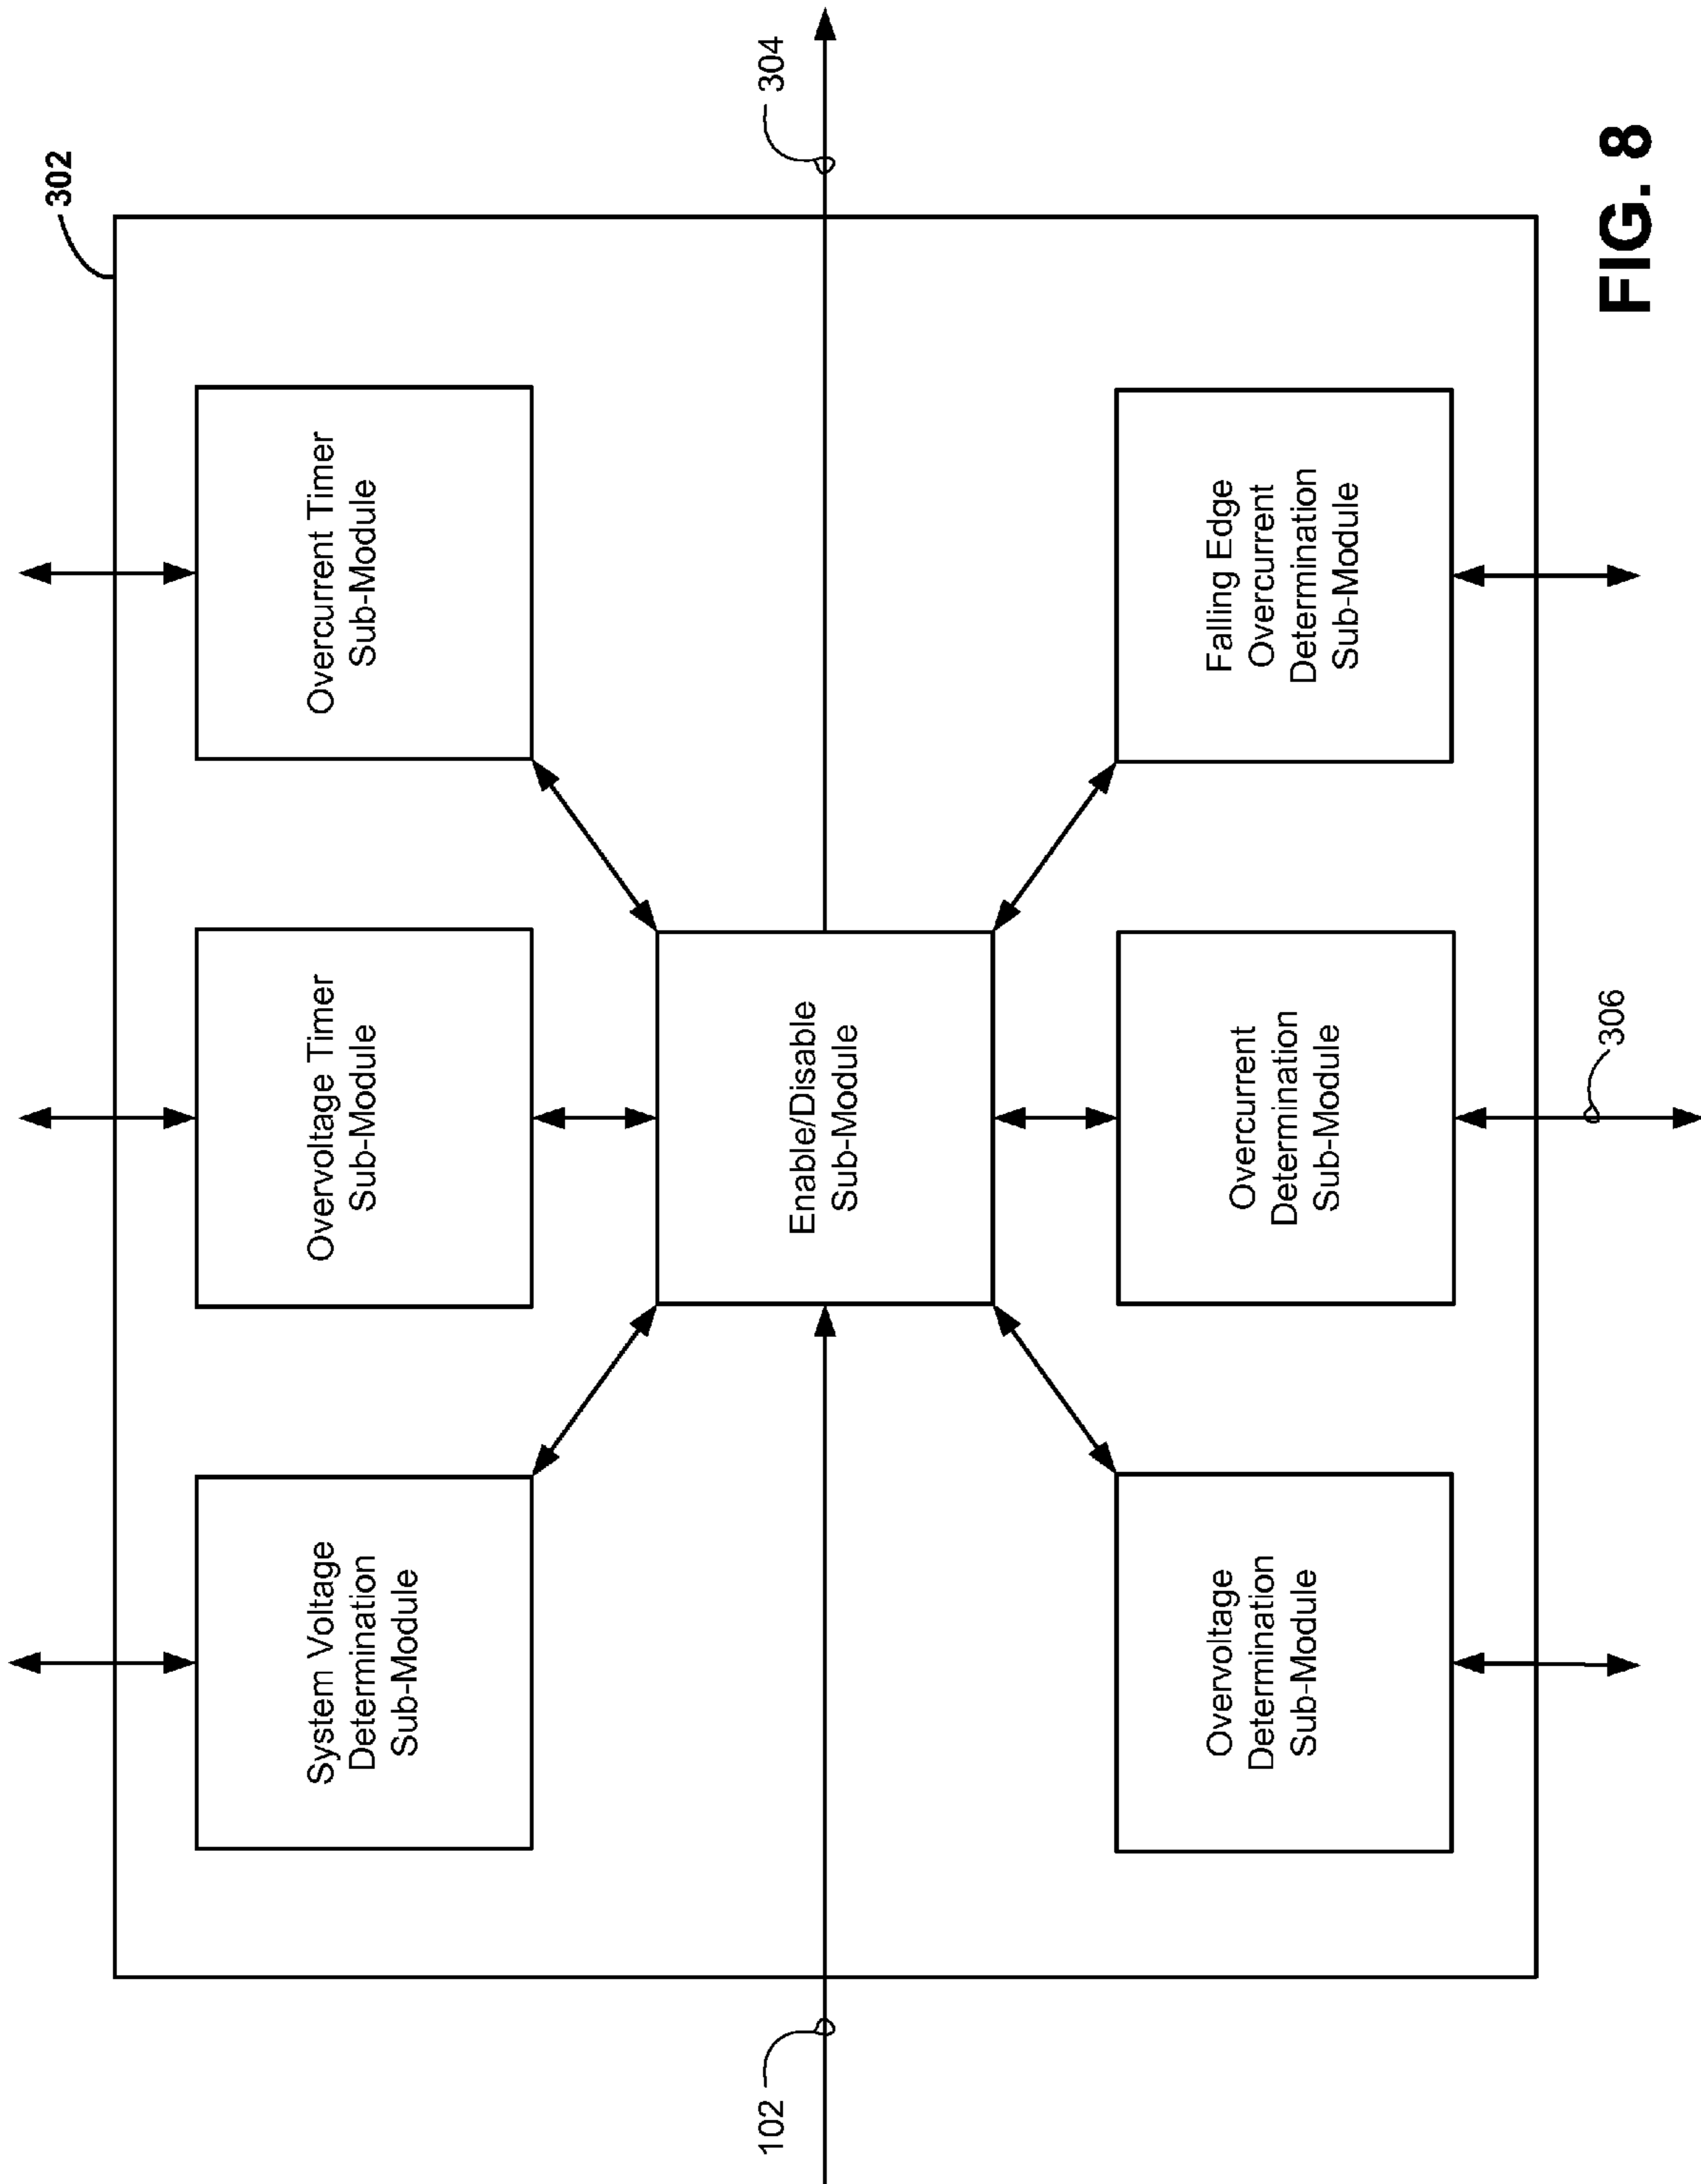 302
System Voltage
Determination
Sub-Module
Overvoltage Timer
Sub-Module
Overcurrent Timer
Sub-Module
304
102
Enable/Disable
Sub-Module
Overvoltage
Determination
Sub-Module
Overcurrent
Determination
Sub-Module
Falling Edge
Overcurrent
Determination
Sub-Module
306
FIG. 8